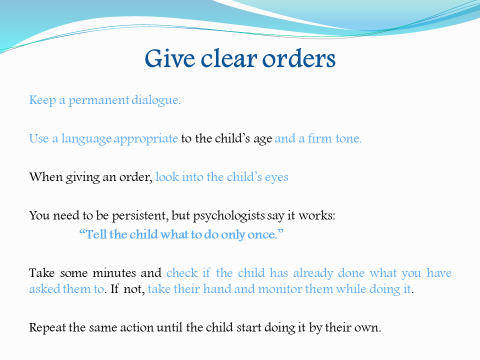 Give clear orders
Keep a permanent dialogue.
Use a language appropriate to the child's age and a firm tone.
When giving an order, look into the child's eyes
You need to be persistent, but psychologists say it works:
“Tell the child what to do only once.”
Take some minutes and check if the child has already done what you have
asked them to. If not, take their hand and monitor them while doing it.
Repeat the same action until the child start doing it by their own.